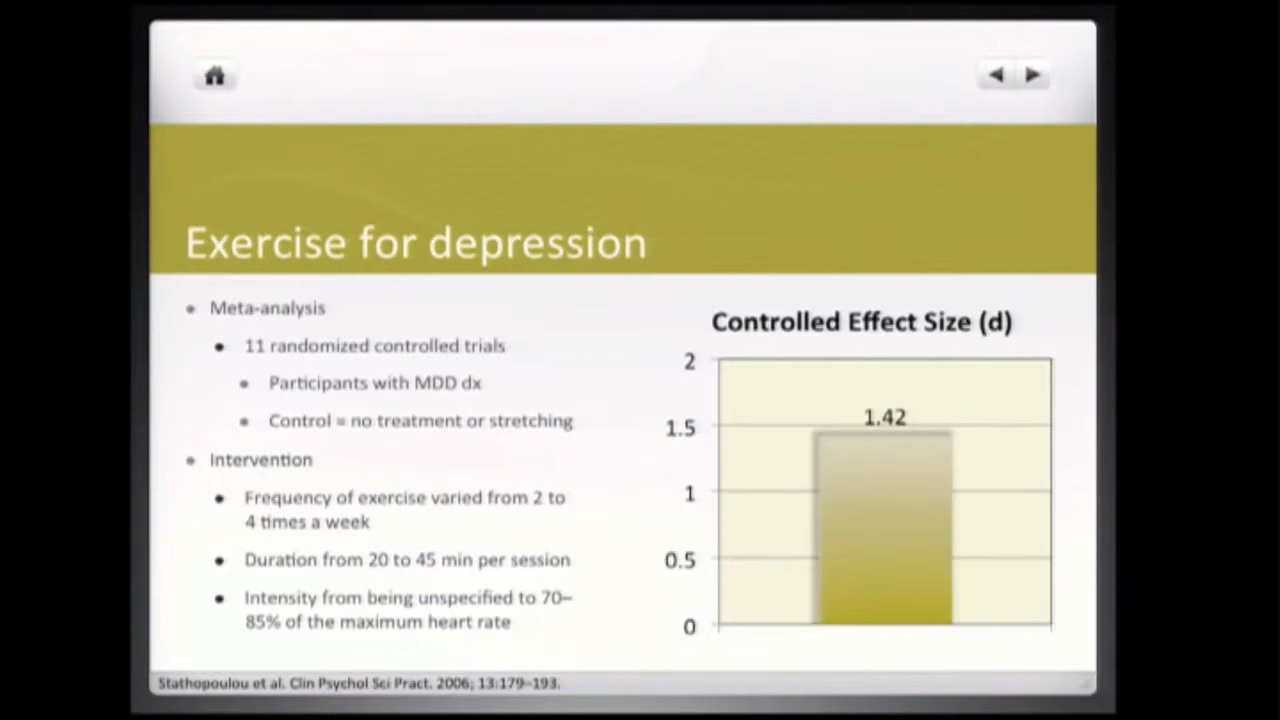 Exercise for depression
Meta-analysis
11 randomized controlled trials
Participants with MDD dx
Control = no treatment or stretching
Intervention
Frequency of exercise varied from 2 to
4 times a week
Duration from 20 to 45 min per session
Intensity from being unspecified to 70–
85% of the maximum heart rate
Controlled Effect Size (d)
2
1.5
1
0.5
0
1.42
Stathopoulou et al. Clin Psychol Sci Pract. 2006; 13:179–193.